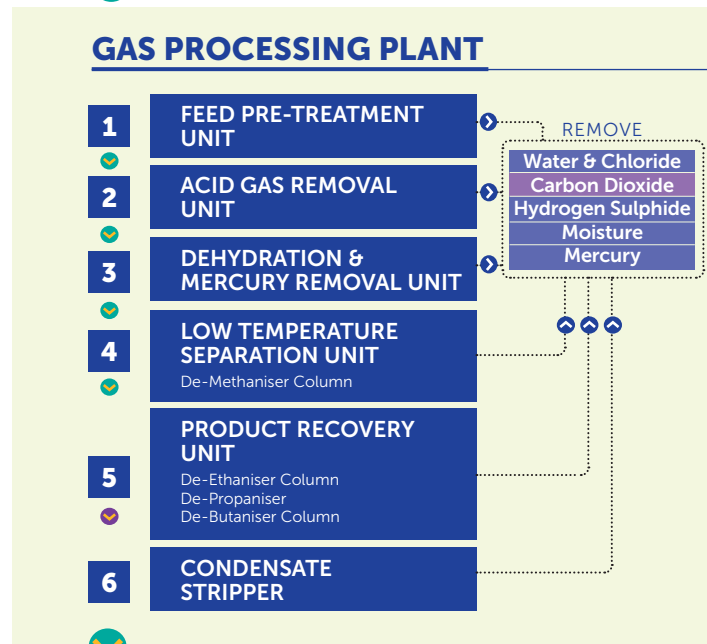 GAS PROCESSING PLANT
1
FEED PRE-TREATMENT
UNIT
2
ACID GAS REMOVAL
UNIT
3
DEHYDRATION &
MERCURY REMOVAL UNIT
4
LOW TEMPERATURE
SEPARATION UNIT
De-Methaniser Column
5
PRODUCT RECOVERY
UNIT
De-Ethaniser Column
De-Propaniser
De-Butaniser Column
6
CONDENSATE
STRIPPER
REMOVE
Water & Chloride
Carbon Dioxide
Hydrogen Sulphide
Moisture
Mercury